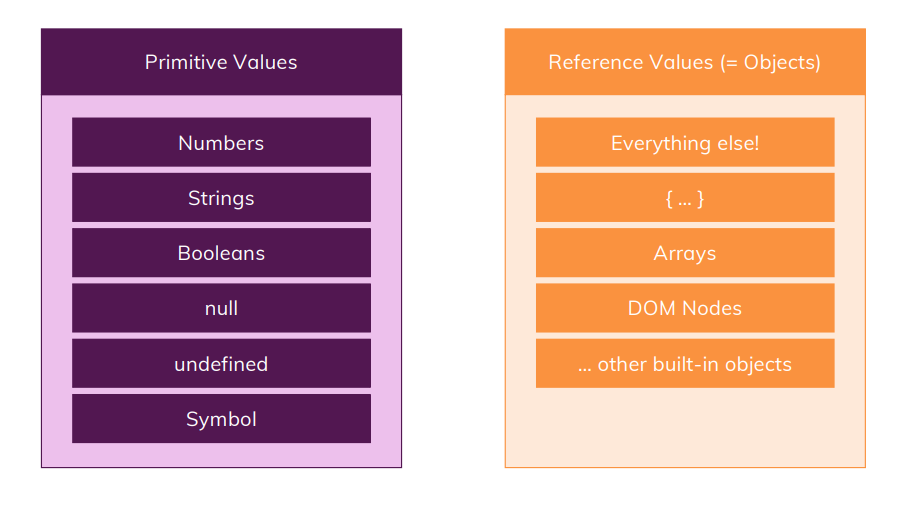 Primitive Values
Numbers
Strings
Booleans
null
undefined
Symbol
Reference Values (= Objects)
Everything else!
{ ... }
Arrays
DOM Nodes
... other built-in objects